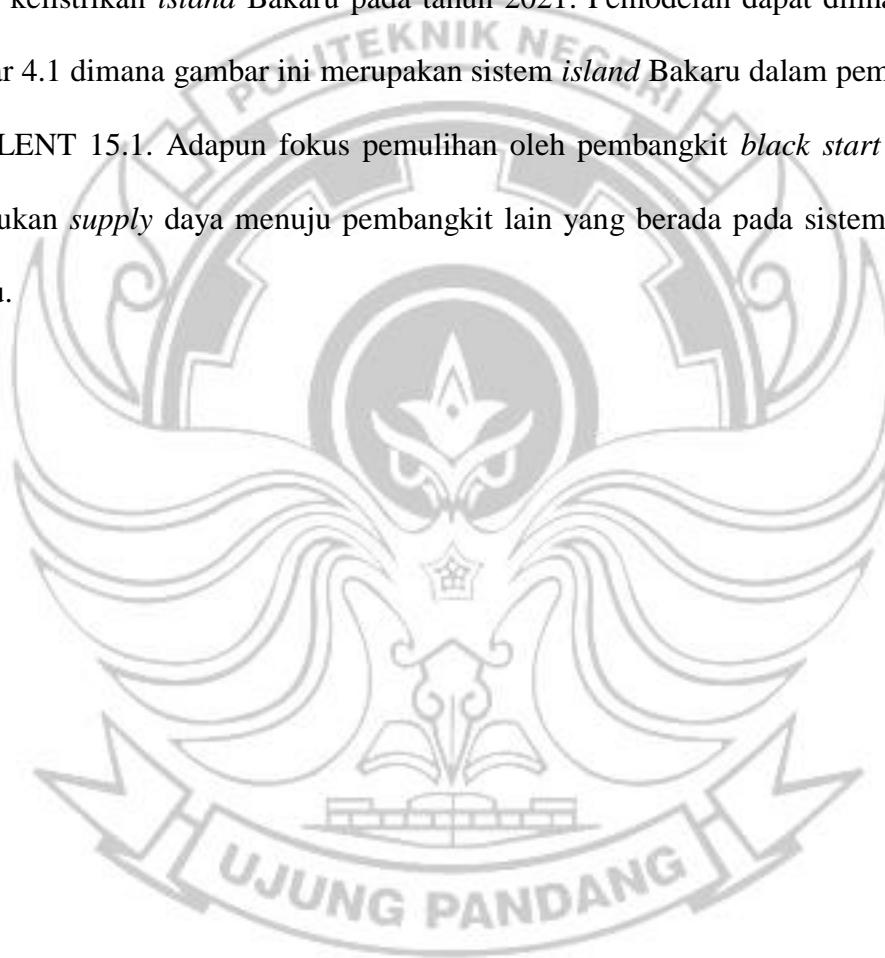 kelistrikan island Bakaru pada tahun 2021. Pemodelan dapat
ar 4.1 dimana gambar ini merupakan sistem island Bakaru dalam pem
LENT 15.1. Adapun fokus pemulihan oleh pembangkit black start
ukan supply daya menuju pembangkit lain yang berada pada sistem
u.
POLITEKNIK NEGERI
UJUNG PANDANG